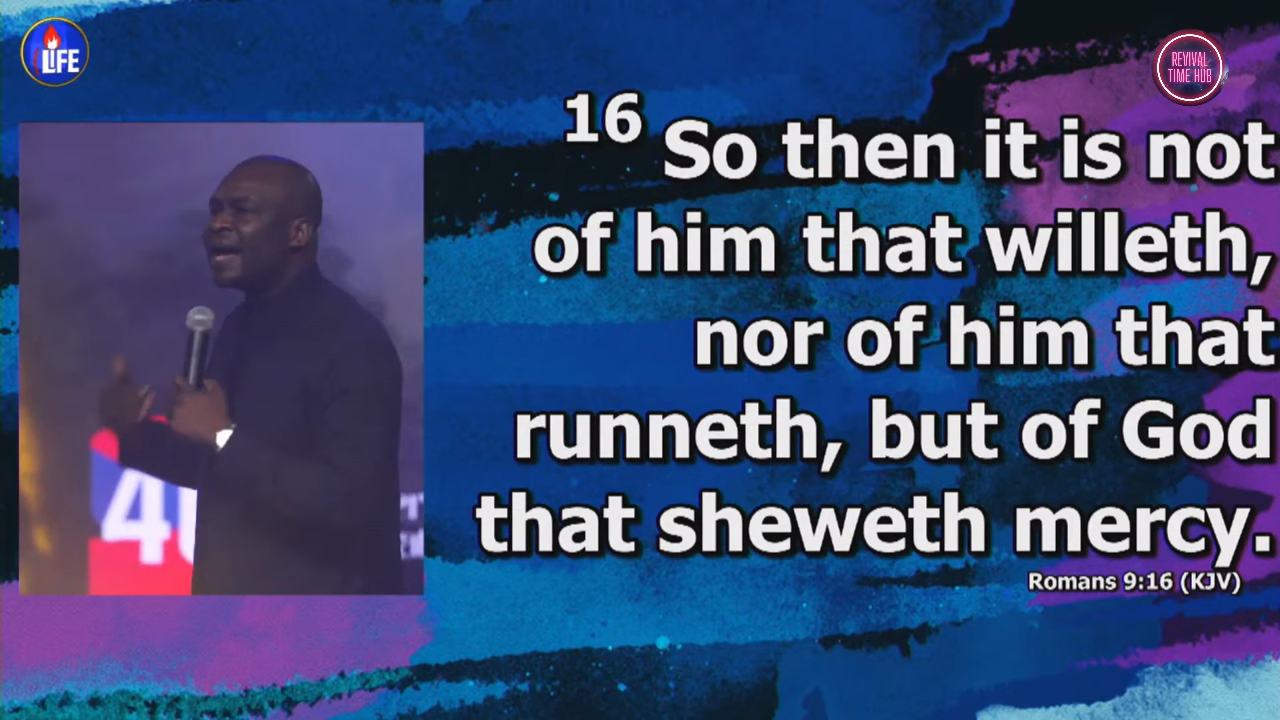 LIFE
REVIVAL
TIME HUB
16 So then it is not
of him that willeth,
nor of him that
runneth, but of God
that sheweth mercy.
Romans 9:16 (KJV)